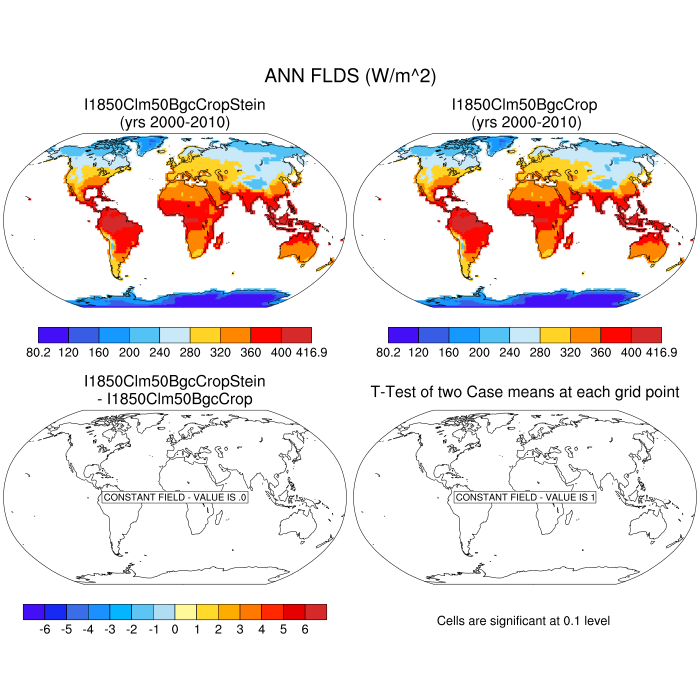 ANN FLDS (W/m^2)
I1850Clm50BgcCropStein
(yrs 2000-2010)
I1850Clm50BgcCrop
(yrs 2000-2010)
80.2 120 160 200 240 280 320 360 400 416.9
80.2 120 160 200 240 280 320 360 400 416.9
I1850Clm50BgcCropStein
- I1850Clm50BgcCrop
T-Test of two Case means at each grid point
CONSTANT FIELD - VALUE IS .0
CONSTANT FIELD - VALUE IS 1
-6 -5 -4 -3 -2 -1 0 1 2 3 4 5 6
Cells are significant at 0.1 level